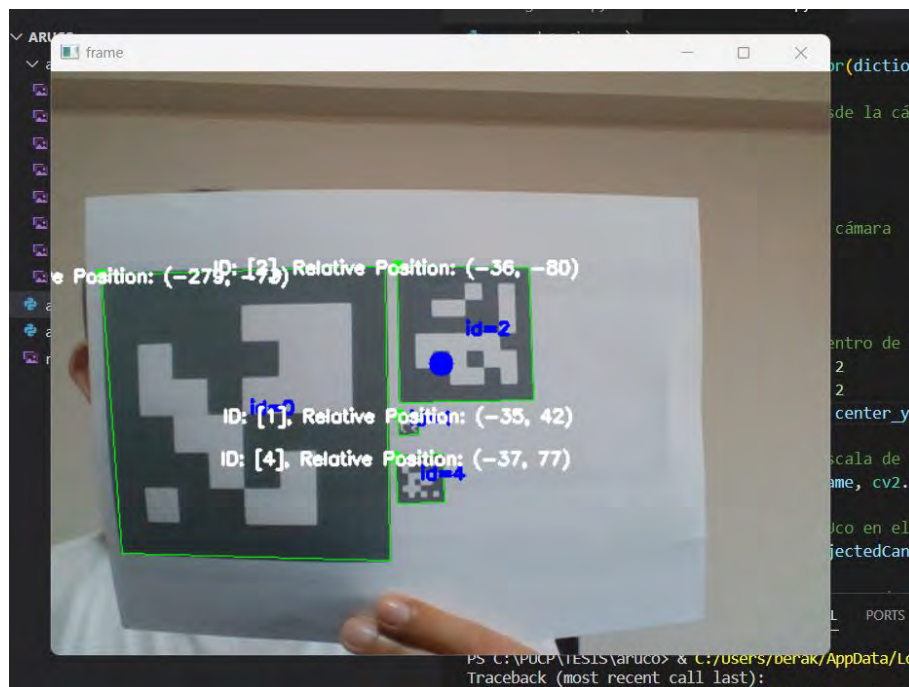 ARUCO
frame
or(dictio
sde la cá
cámara
ID: [2], Relative Position: (-36, -80)
e Position: (-279, -79)
id=2
entro de
2
2
id=0
ID: [1], Relative Position: (-35, 42)
center_y
ID: [4], Relative Position: (-37, 77)
scala de
id=4
ame, cv2.
Uco en el
jectedCan
L PORTS
PS C:\PUCP\TESIS\aruco> & C:/Users/berak/AppData/Lo
Traceback (most recent call last):